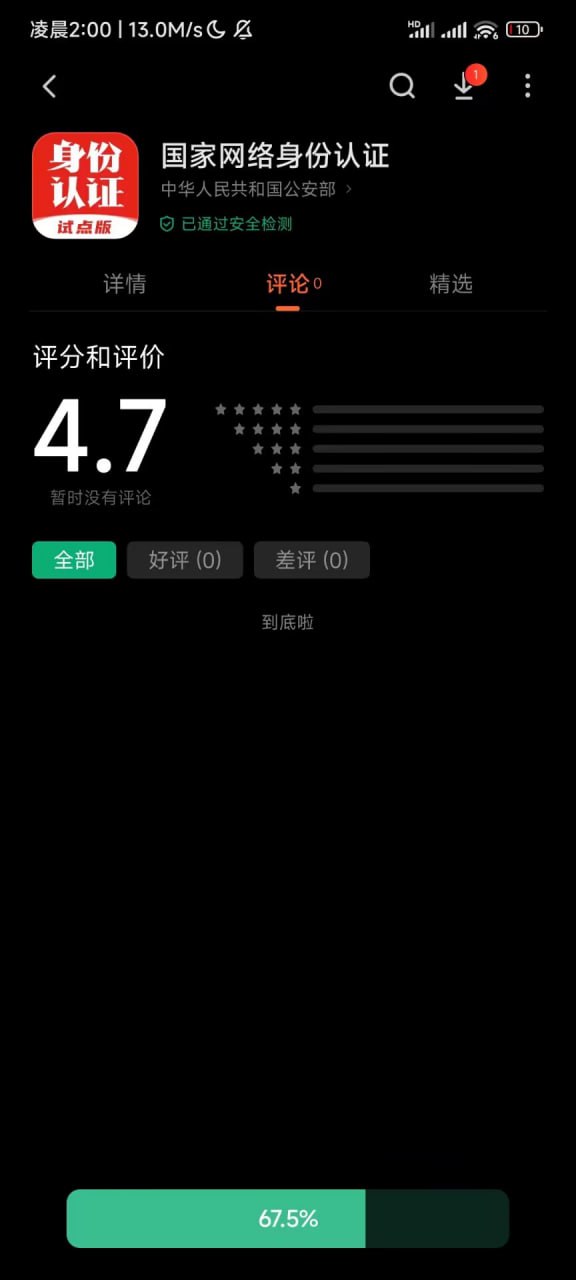 凌晨2:00 | 13.0M/s
HD
10
1
身份
认证
试点版
国家网络身份认证
中华人民共和国公安部
已通过安全检测
详情 评论 0 精选
评分和评价
4.7
暂时没有评论
全部 好评 (0) 差评 (0)
到底啦
67.5%